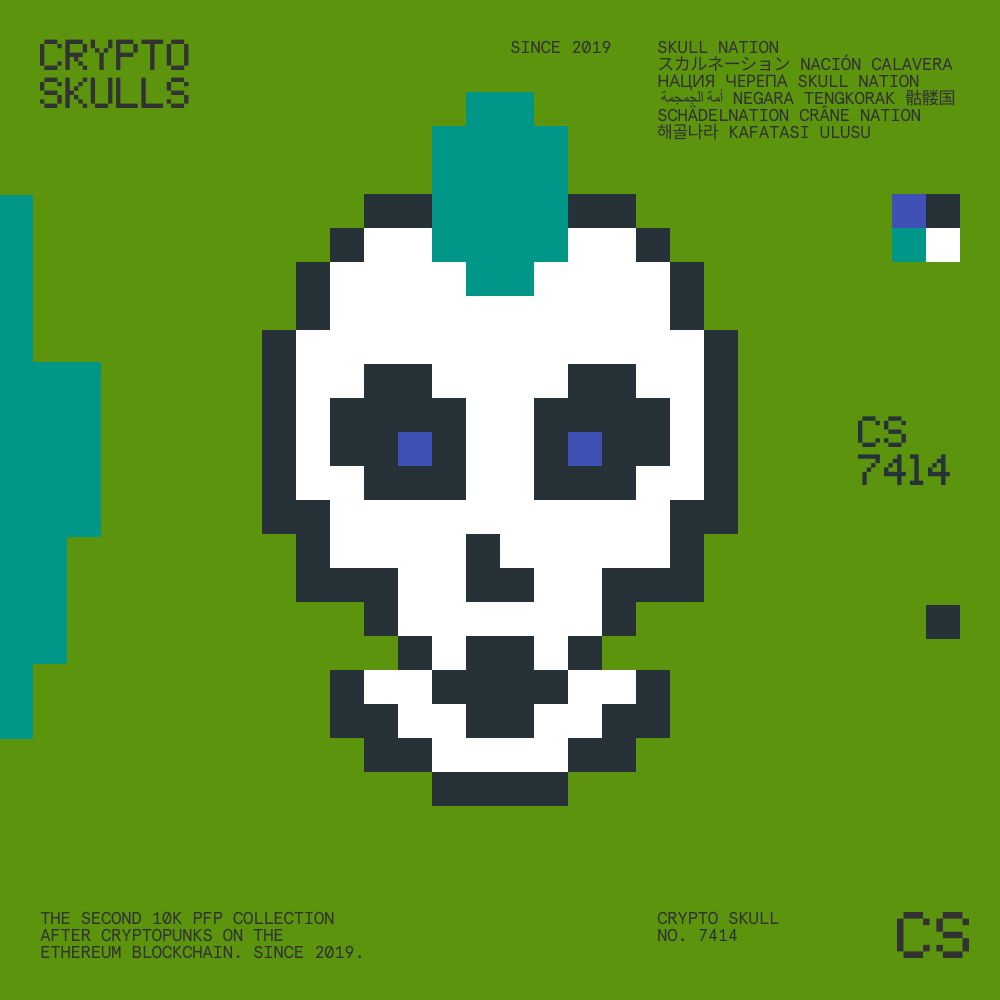 CRYPTO
SKULLS
SINCE 2019
SKULL NATION
スカルネーション NACIÓN CALAVERA
НАЦИЯ ЧЕРЕПА SKULL NATION
أمة الجمجمة NEGARA TENGKORAK 骷髅国
SCHÄDELNATION CRÂNE NATION
해골나라 KAFATASI ULUSU
CS
7414
THE SECOND 10K PFP COLLECTION
AFTER CRYPTOPUNKS ON THE
ETHEREUM BLOCKCHAIN. SINCE 2019.
CRYPTO SKULL
NO. 7414
CS